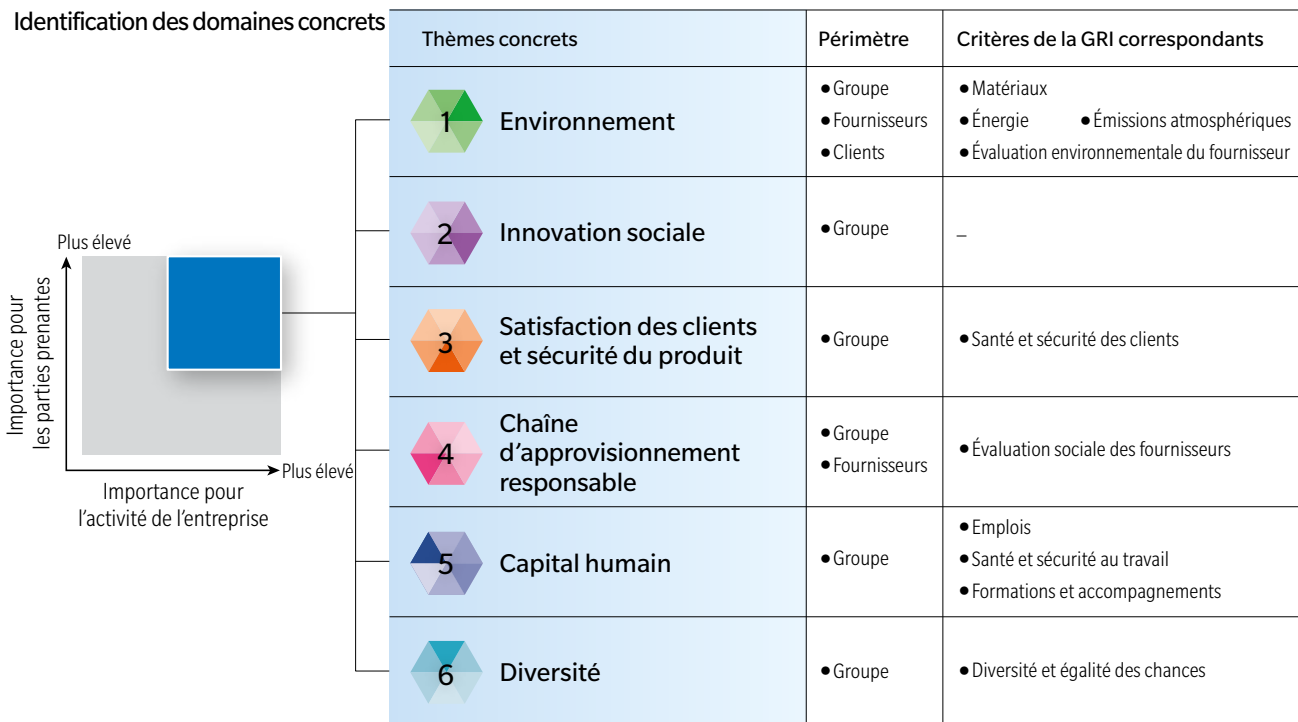 Identification des domaines concrets
Plus élevé
Importance pour
les parties prenantes
Plus élevé
Importance pour
l'activité de l'entreprise
Thèmes concrets
Périmètre
Critères de la GRI correspondants
1
Environnement
● Groupe
● Fournisseurs
● Clients
● Matériaux
● Énergie ● Émissions atmosphériques
● Évaluation environnementale du fournisseur
2
Innovation sociale
● Groupe
–
3
Satisfaction des clients
et sécurité du produit
● Groupe
● Santé et sécurité des clients
4
Chaîne
d'approvisionnement
responsable
● Groupe
● Fournisseurs
● Évaluation sociale des fournisseurs
5
Capital humain
● Groupe
● Emplois
● Santé et sécurité au travail
● Formations et accompagnements
6
Diversité
● Groupe
● Diversité et égalité des chances